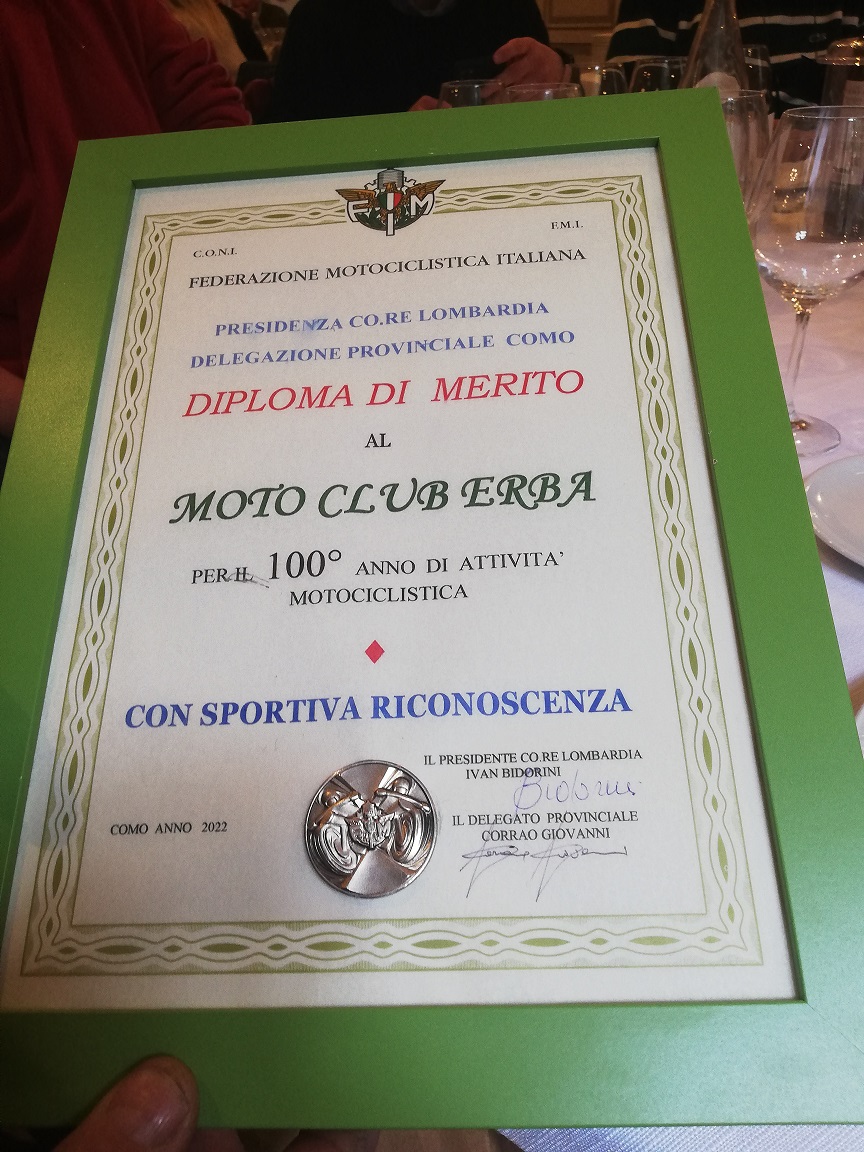 FIM
C.O.N.I.
F.M.I.
FEDERAZIONE MOTOCICLISTICA ITALIANA
PRESIDENZA CO.RE LOMBARDIA
DELEGAZIONE PROVINCIALE COMO
DIPLOMA DI MERITO
AL
MOTO CLUB ERBA
PER IL 100° ANNO DI ATTIVITA'
MOTOCICLISTICA
CON SPORTIVA RICONOSCENZA
IL PRESIDENTE CO.RE LOMBARDIA
IVAN BIDORINI
IL DELEGATO PROVINCIALE
CORRAO GIOVANNI
COMO ANNO 2022